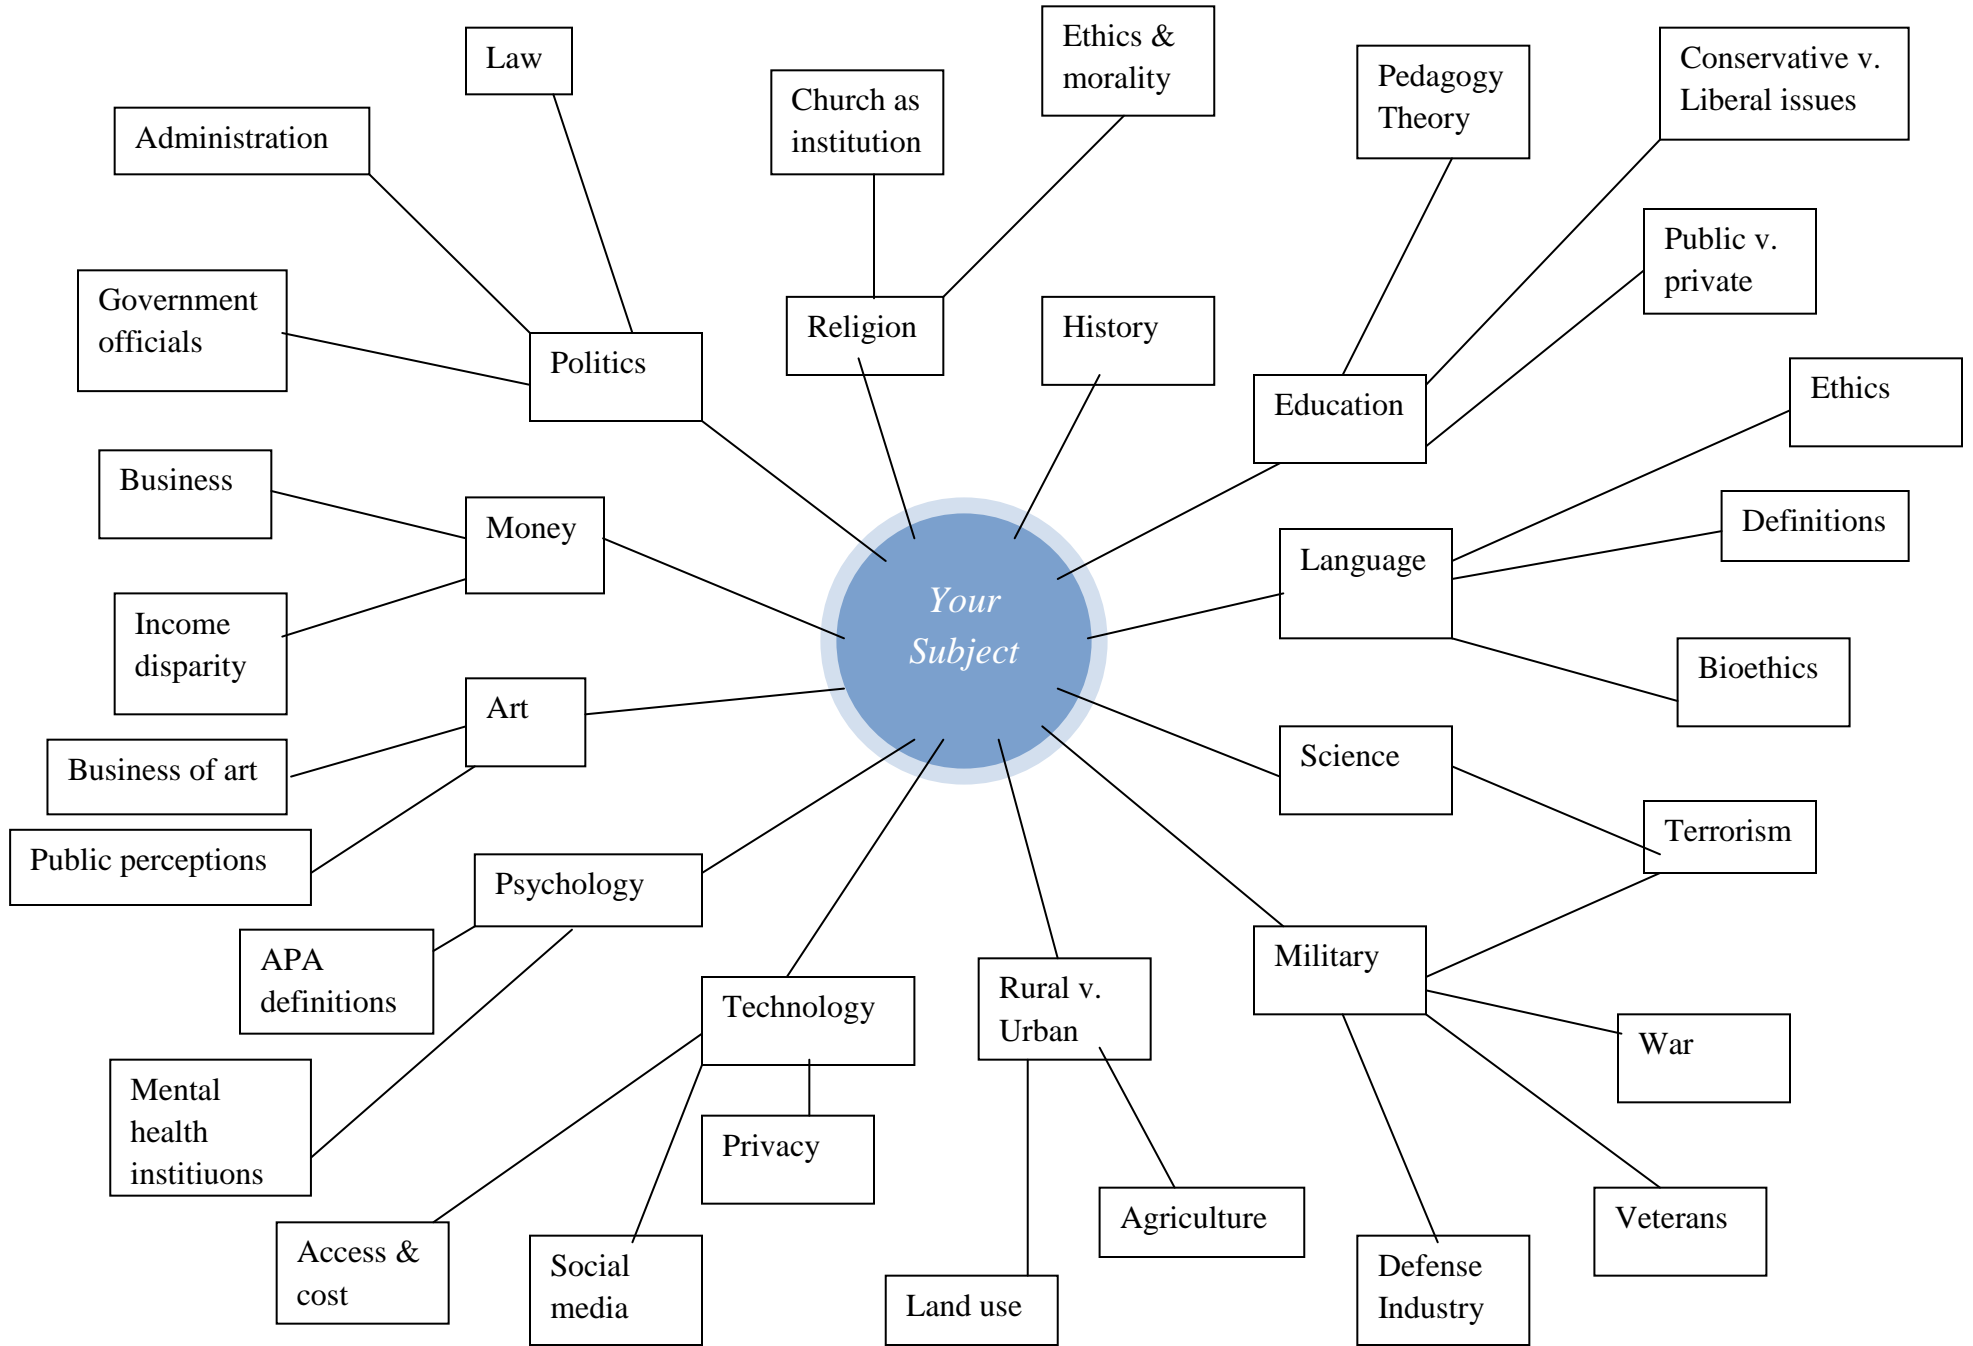 Law
Ethics &
morality
Church as
institution
Pedagogy
Theory
Conservative v.
Liberal issues
Administration
Public v.
private
Government
officials
Religion
History
Politics
Education
Ethics
Business
Money
Definitions
Language
Your
Subject
Income
disparity
Bioethics
Art
Science
Business of art
Terrorism
Public perceptions
Psychology
APA
definitions
Military
Technology
Rural v.
Urban
War
Mental
health
institiuons
Privacy
Agriculture
Veterans
Access &
cost
Social
media
Land use
Defense
Industry